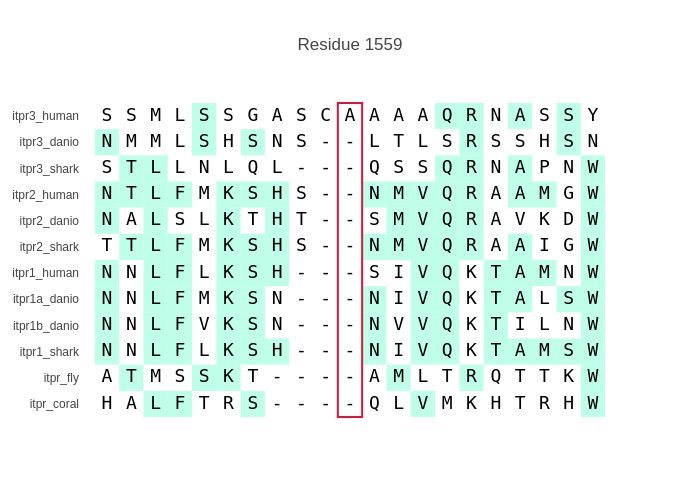 Residue 1559
itpr3_human S S M L S S G A S C A A A A Q R N A S S Y
itpr3_danio N M M L S H S N S - - L T L S R S S H S N
itpr3_shark S T L L N L Q L - - - Q S S Q R N A P N W
itpr2_human N T L F M K S H S - - N M V Q R A A M G W
itpr2_danio N A L S L K T H T - - S M V Q R A V K D W
itpr2_shark T T L F M K S H S - - N M V Q R A A I G W
itpr1_human N N L F L K S H - - - S I V Q K T A M N W
itpr1a_danio N N L F M K S N - - - N I V Q K T A L S W
itpr1b_danio N N L F V K S N - - - N V V Q K T I L N W
itpr1_shark N N L F L K S H - - - N I V Q K T A M S W
itpr_fly A T M S S K T - - - - A M L T R Q T T K W
itpr_coral H A L F T R S - - - - Q L V M K H T R H W